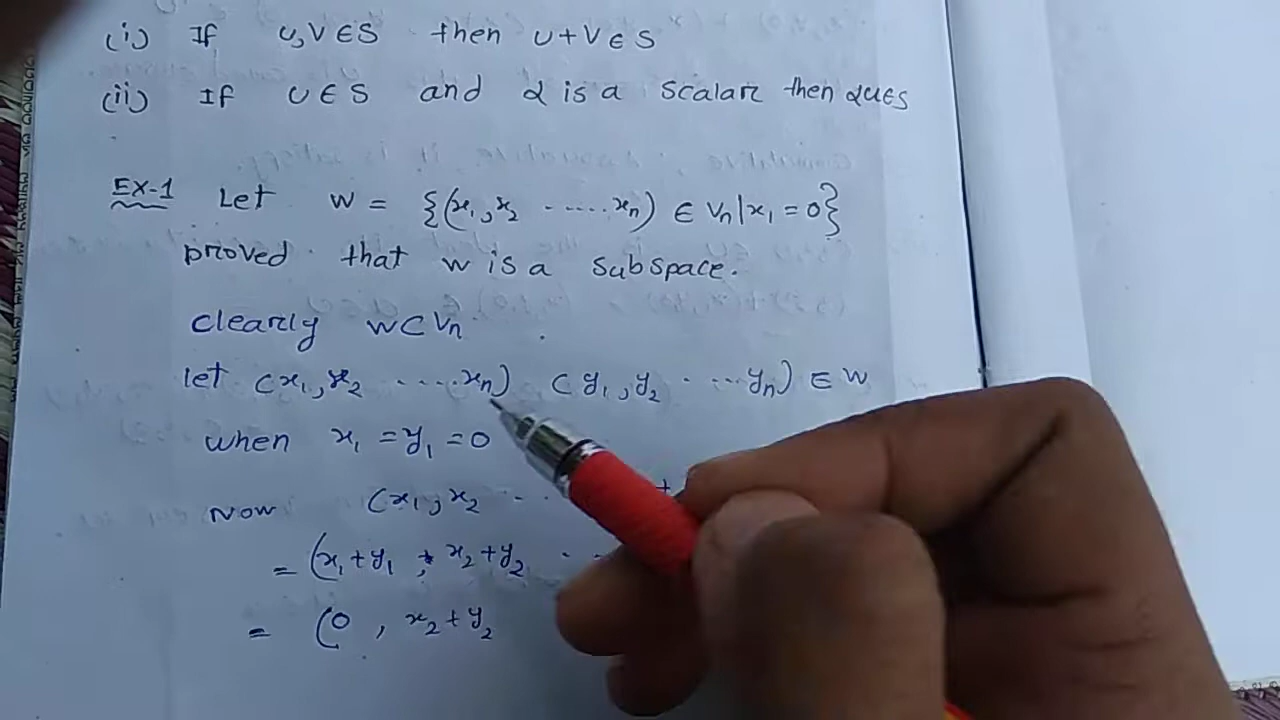 (i) If U,V∈S then U+V∈S
(ii) If U∈S and α is a scalar then αU∈S
EX-1 Let W = {(x₁,x₂ ..... xₙ) ∈ Vₙ|x₁ = 0}
proved that W is a subspace.
clearly W⊂Vₙ
let (x₁,x₂ .....xₙ) (y₁,y₂ ....yₙ) ∈ W
when x₁ = y₁ = 0
Now (x₁,x₂ .. +
= (x₁+y₁ , x₂+y₂ ..
= (0 , x₂+y₂